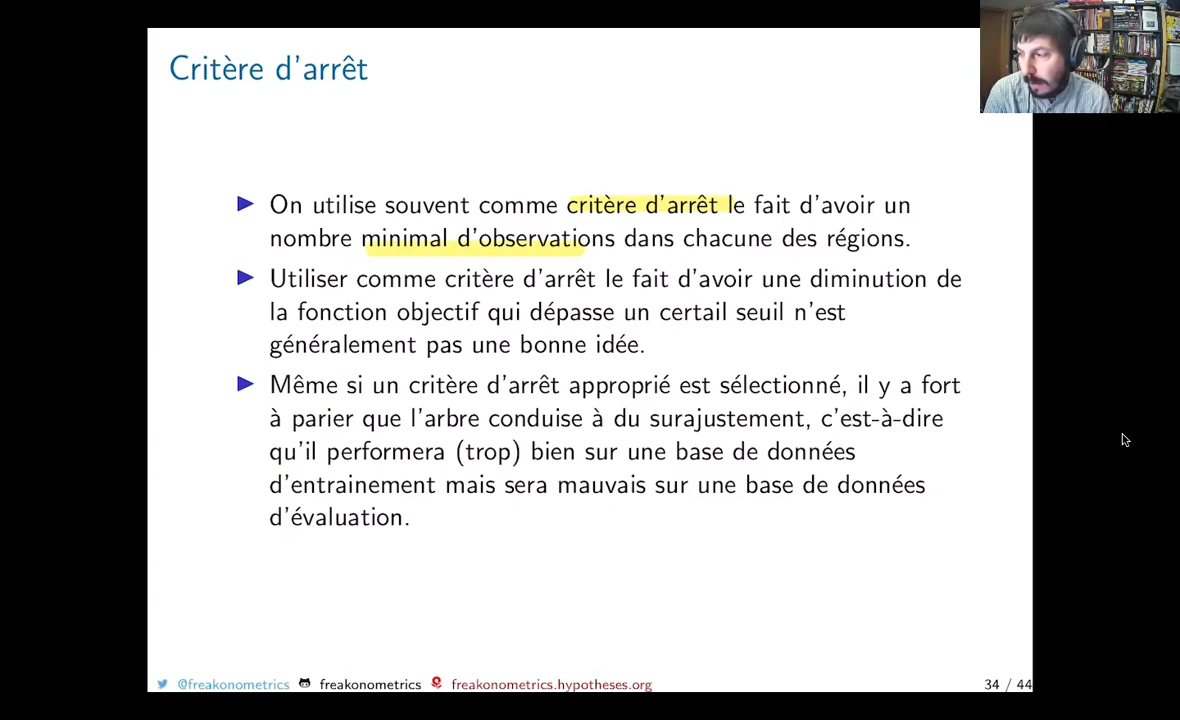 Critère d'arrêt
▶ On utilise souvent comme critère d'arrêt le fait d'avoir un
nombre minimal d'observations dans chacune des régions.
▶ Utiliser comme critère d'arrêt le fait d'avoir une diminution de
la fonction objectif qui dépasse un certail seuil n'est
généralement pas une bonne idée.
▶ Même si un critère d'arrêt approprié est sélectionné, il y a fort
à parier que l'arbre conduise à du surajustement, c'est-à-dire
qu'il performera (trop) bien sur une base de données
d'entrainement mais sera mauvais sur une base de données
d'évaluation.
@freakonometrics freakonometrics freakonometrics.hypotheses.org 34 / 44